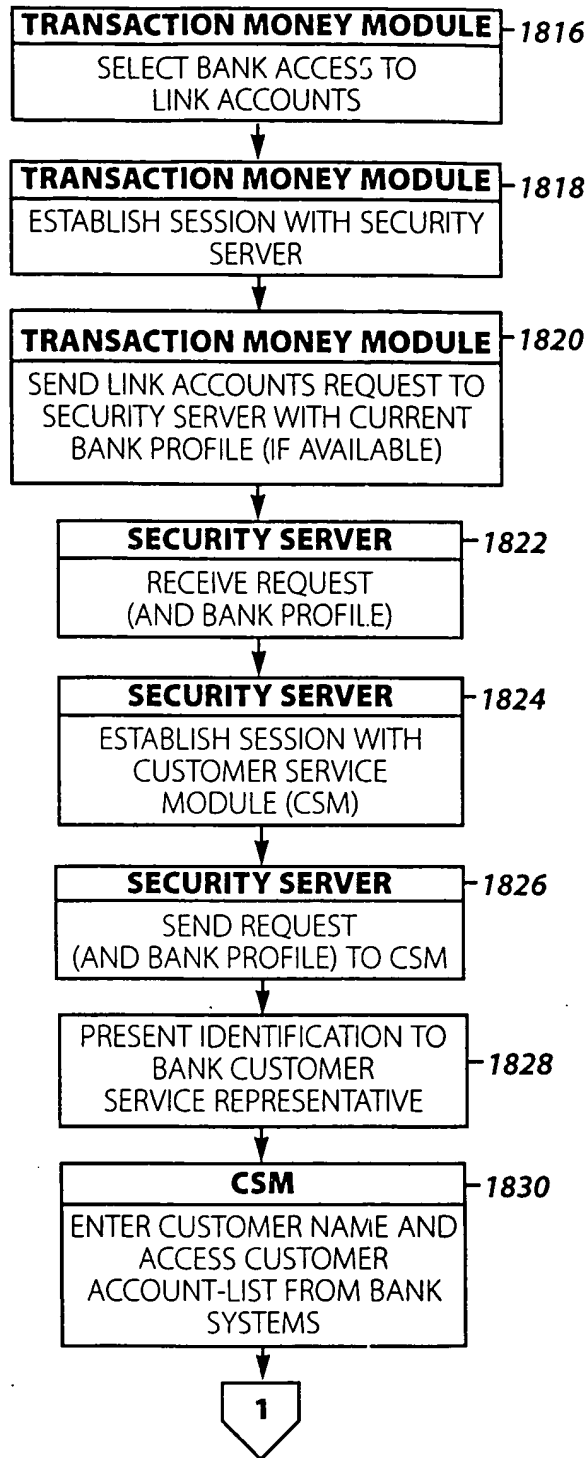 TRANSACTION MONEY MODULE 1816
SELECT BANK ACCESS TO
LINK ACCOUNTS
TRANSACTION MONEY MODULE 1818
ESTABLISH SESSION WITH SECURITY
SERVER
TRANSACTION MONEY MODULE 1820
SEND LINK ACCOUNTS REQUEST TO
SECURITY SERVER WITH CURRENT
BANK PROFILE (IF AVAILABLE)
SECURITY SERVER 1822
RECEIVE REQUEST
(AND BANK PROFILE)
SECURITY SERVER 1824
ESTABLISH SESSION WITH
CUSTOMER SERVICE
MODULE (CSM)
SECURITY SERVER 1826
SEND REQUEST
(AND BANK PROFILE) TO CSM
PRESENT IDENTIFICATION TO
BANK CUSTOMER 1828
SERVICE REPRESENTATIVE
CSM 1830
ENTER CUSTOMER NAME AND
ACCESS CUSTOMER
ACCOUNT-LIST FROM BANK
SYSTEMS
1